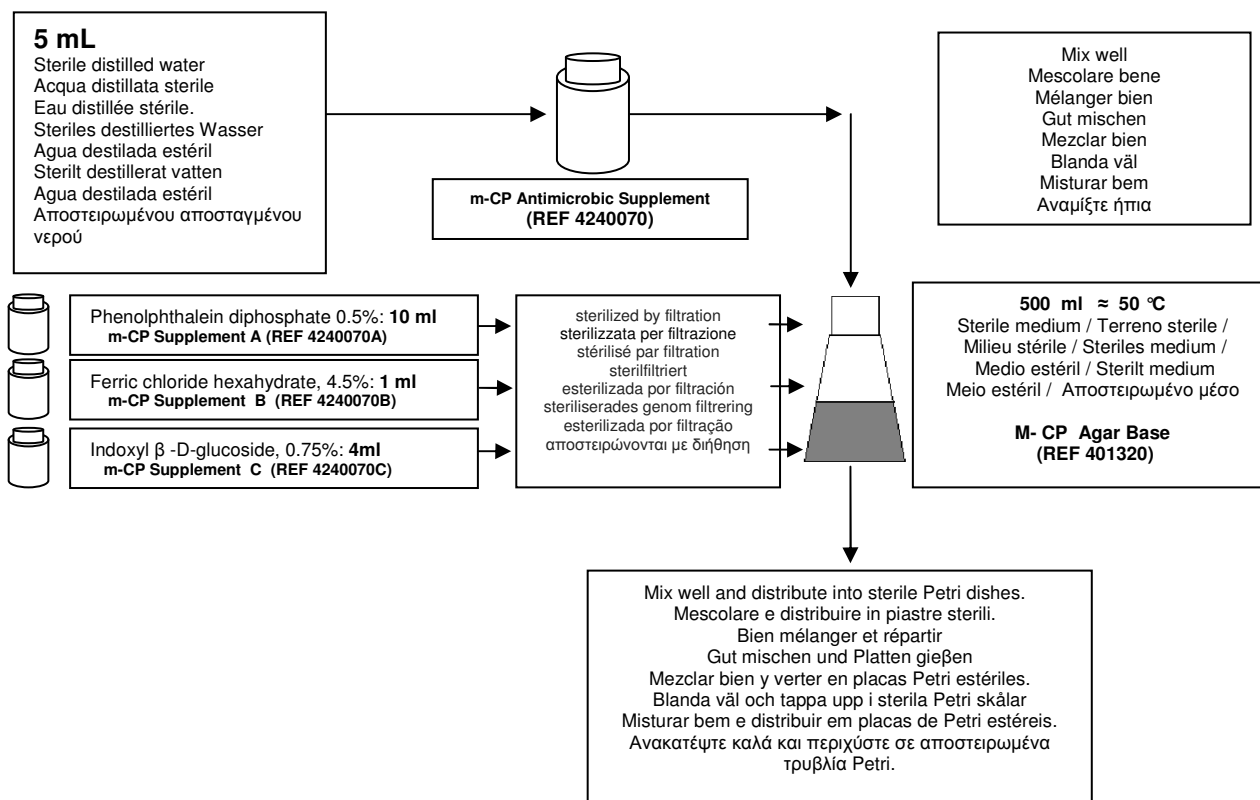 5 mL
Sterile distilled water
Acqua distillata sterile
Eau distillée stérile.
Steriles destilliertes Wasser
Agua destilada estéril
Sterilt destillerat vatten
Agua destilada estéril
Αποστειρωμένου αποσταγμένου
νερού
m-CP Antimicrobic Supplement
(REF 4240070)
Mix well
Mescolare bene
Mélanger bien
Gut mischen
Mezclar bien
Blanda väl
Misturar bem
Αναμίξτε ήπια
Phenolphthalein diphosphate 0.5%: 10 ml
m-CP Supplement A (REF 4240070A)
Ferric chloride hexahydrate, 4.5%: 1 ml
m-CP Supplement B (REF 4240070B)
Indoxyl β -D-glucoside, 0.75%: 4ml
m-CP Supplement C (REF 4240070C)
sterilized by filtration
sterilizzata per filtrazione
stérilisé par filtration
sterilfiltriert
esterilizada por filtración
steriliserades genom filtrering
esterilizada por filtração
αποστειρώνονται με διήθηση
500 ml ≈ 50 °C
Sterile medium / Terreno sterile /
Milieu stérile / Steriles medium /
Medio estéril / Sterilt medium
Meio estéril / Αποστειρωμένο μέσο
M- CP Agar Base
(REF 401320)
Mix well and distribute into sterile Petri dishes.
Mescolare e distribuire in piastre sterili.
Bien mélanger et répartir
Gut mischen und Platten gieβen
Mezclar bien y verter en placas Petri estériles.
Blanda väl och tappa upp i sterila Petri skålar
Misturar bem e distribuir em placas de Petri estéreis.
Ανακατέψτε καλά και περιχύστε σε αποστειρωμένα
τρυβλία Petri.